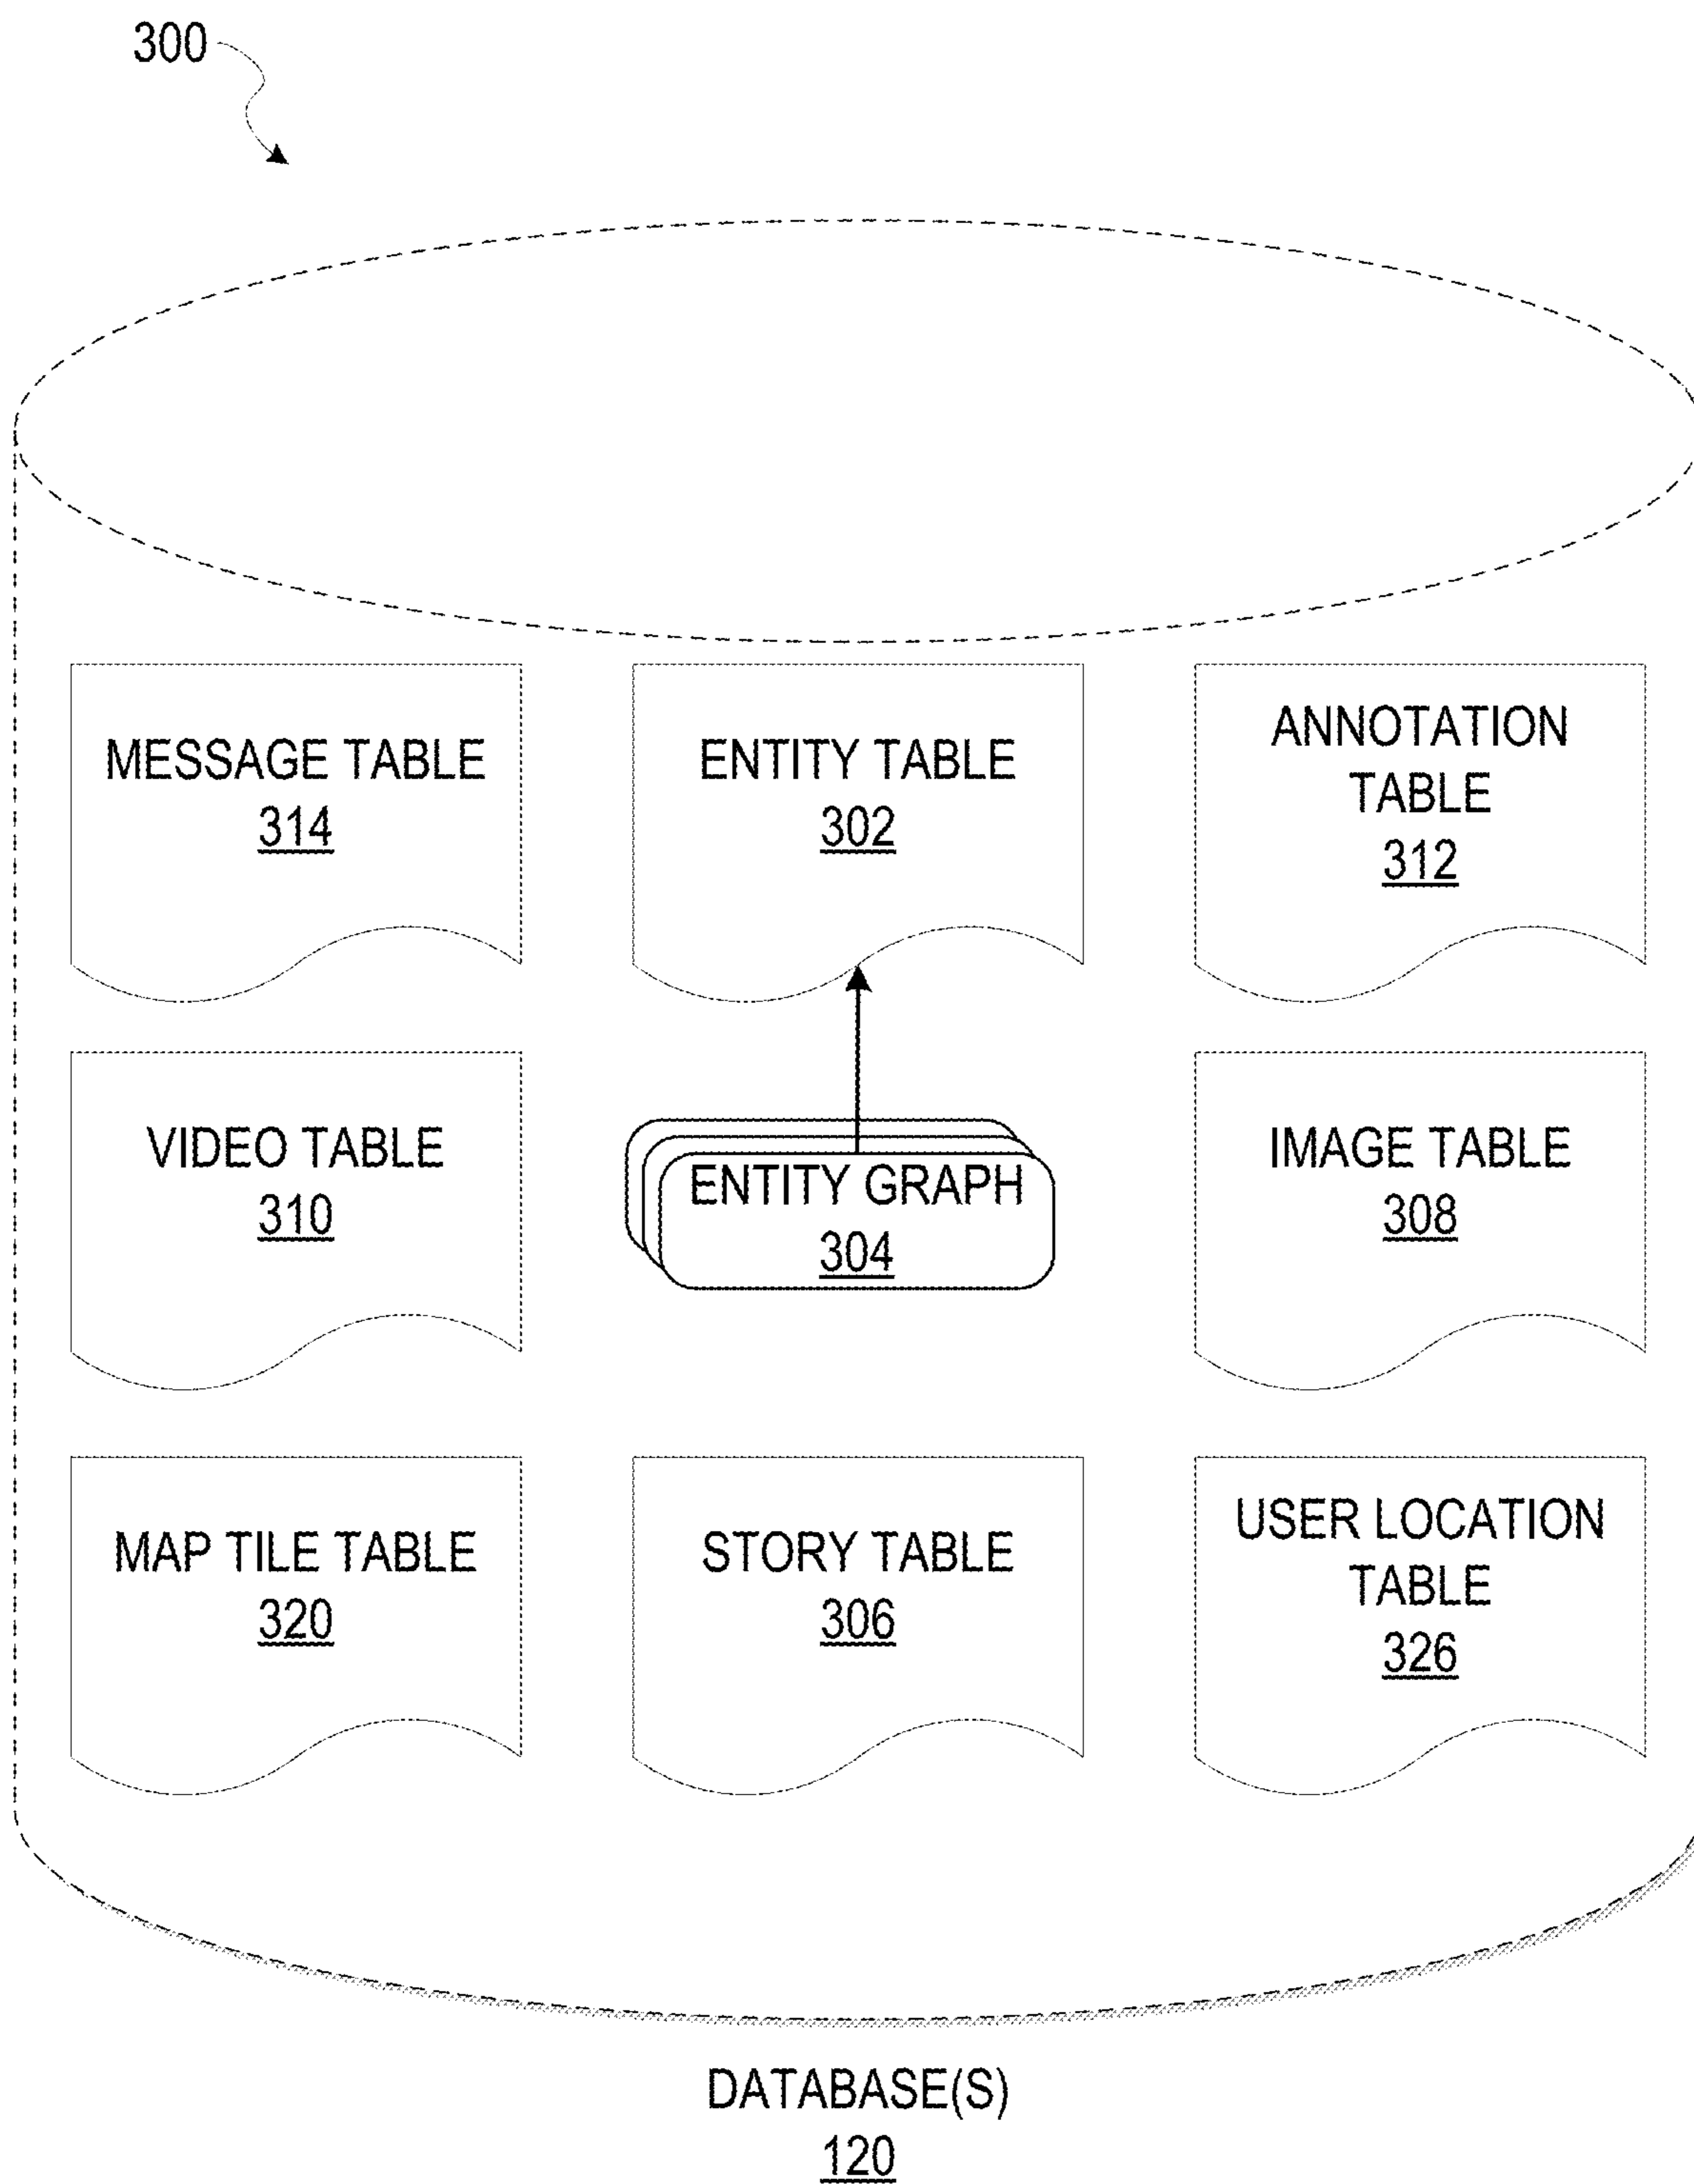 300
MESSAGE TABLE
314
ENTITY TABLE
302
ANNOTATION
TABLE
312
VIDEO TABLE
310
ENTITY GRAPH
304
IMAGE TABLE
308
MAP TILE TABLE
320
STORY TABLE
306
USER LOCATION
TABLE
326
DATABASE(S)
120